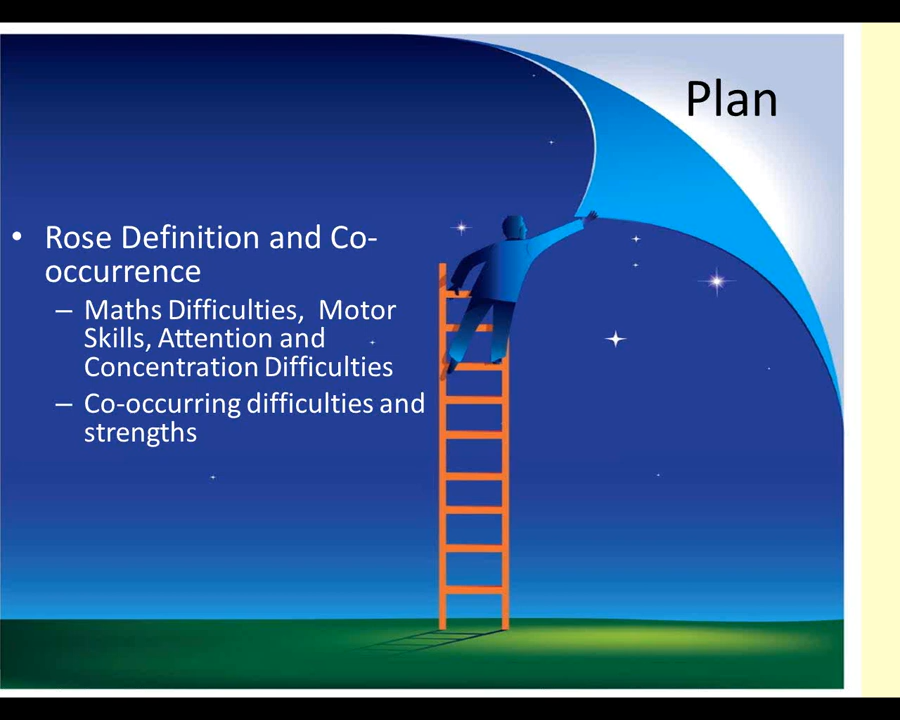 Plan
• Rose Definition and Co-
occurrence
– Maths Difficulties, Motor
Skills, Attention and
Concentration Difficulties
– Co-occurring difficulties and
strengths